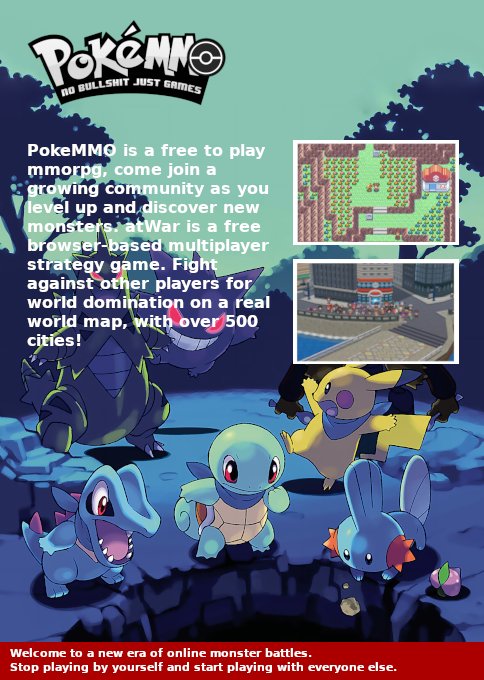 PokéMMO
NO BULLSHIT JUST GAMES
PokeMMO is a free to play
mmorpg, come join a
growing community as you
level up and discover new
monsters. atWar is a free
browser-based multiplayer
strategy game. Fight
against other players for
world domination on a real
world map, with over 500
cities!
Welcome to a new era of online monster battles.
Stop playing by yourself and start playing with everyone else.